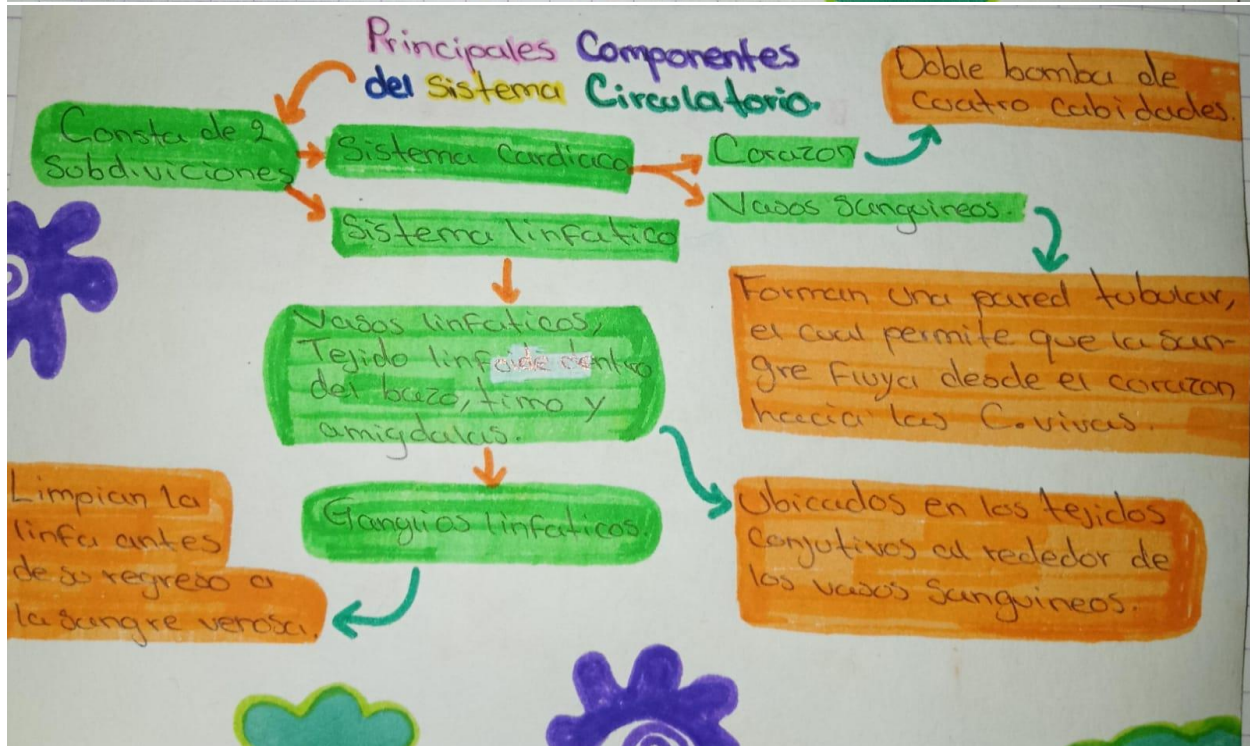 Principales Componentes
del Sistema Circulatorio.
Consta de 2
Subdiviciones
Sistema Cardiaco
Corazon
Doble bomba de
cuatro cabidades.
Vasos Sanguineos.
Forman una pared tubular,
el cual permite que la san-
gre Fluya desde el corazon
hacia las C. vivas.
Sistema linfatico
Vasos linfaticos,
Tejido linfoide dentro
del bazo, timo y
amigdalas.
Ubicados en los tejidos
Conjutivos al rededor de
los vasos Sanguineos.
Ganglios linfaticos.
Limpian la
linfa antes
de su regreso a
la Sangre venosa.